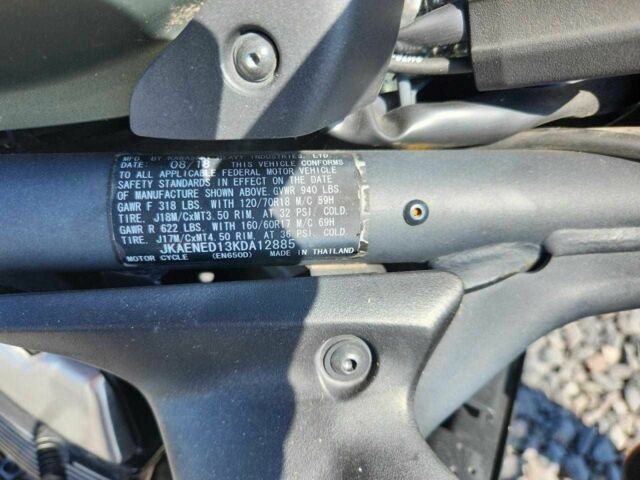 MFD. BY KAWASAKI HEAVY INDUSTRIES, LTD.
DATE: 08/18 THIS VEHICLE CONFORMS
TO ALL APPLICABLE FEDERAL MOTOR VEHICLE
SAFETY STANDARDS IN EFFECT ON THE DATE
OF MANUFACTURE SHOWN ABOVE. GVWR 940 LBS.
GAWR F 318 LBS. WITH 120/70R18 M/C 59H
TIRE, J18M/CxMT3.50 RIM, AT 32 PSI. COLD.
GAWR R 622 LBS. WITH 160/60R17 M/C 69H
TIRE, J17M/CxMT4.50 RIM, AT 36 PSI. COLD.
JKAENED13KDA12885
MOTOR CYCLE (EN650D) MADE IN THAILAND